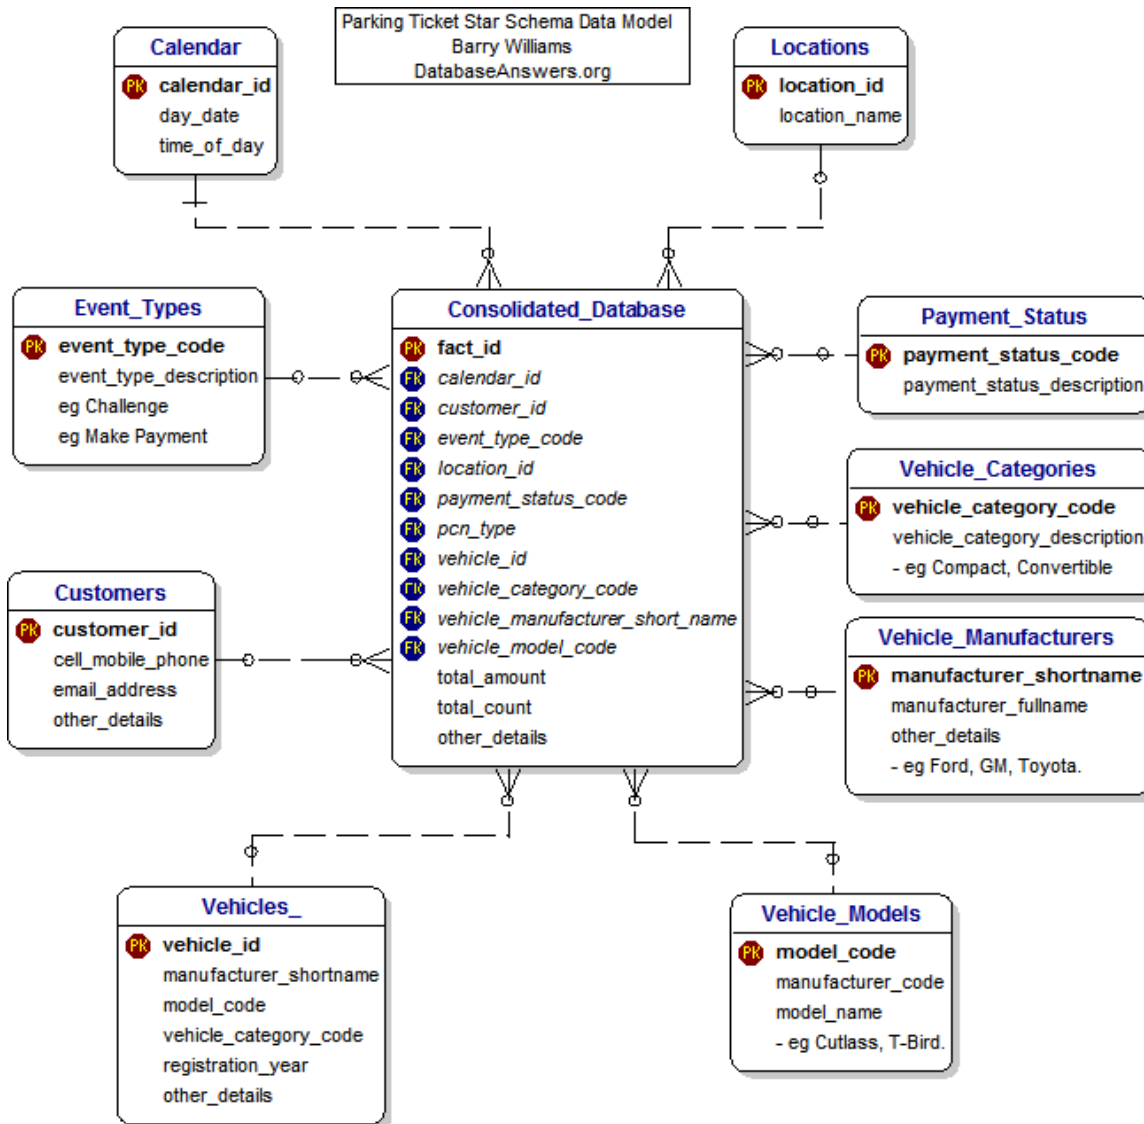 Parking Ticket Star Schema Data Model
Barry Williams
DatabaseAnswers.org
Calendar
PK calendar_id
day_date
time_of_day
Locations
PK location_id
location_name
Event_Types
PK event_type_code
event_type_description
eg Challenge
eg Make Payment
Consolidated_Database
PK fact_id
FK calendar_id
FK customer_id
FK event_type_code
FK location_id
FK payment_status_code
FK pcn_type
FK vehicle_id
FK vehicle_category_code
FK vehicle_manufacturer_short_name
FK vehicle_model_code
total_amount
total_count
other_details
Payment_Status
PK payment_status_code
payment_status_description
Vehicle_Categories
PK vehicle_category_code
vehicle_category_description
- eg Compact, Convertible
Customers
PK customer_id
cell_mobile_phone
email_address
other_details
Vehicle_Manufacturers
PK manufacturer_shortname
manufacturer_fullname
other_details
- eg Ford, GM, Toyota.
Vehicles_
PK vehicle_id
manufacturer_shortname
model_code
vehicle_category_code
registration_year
other_details
Vehicle_Models
PK model_code
manufacturer_code
model_name
- eg Cutlass, T-Bird.